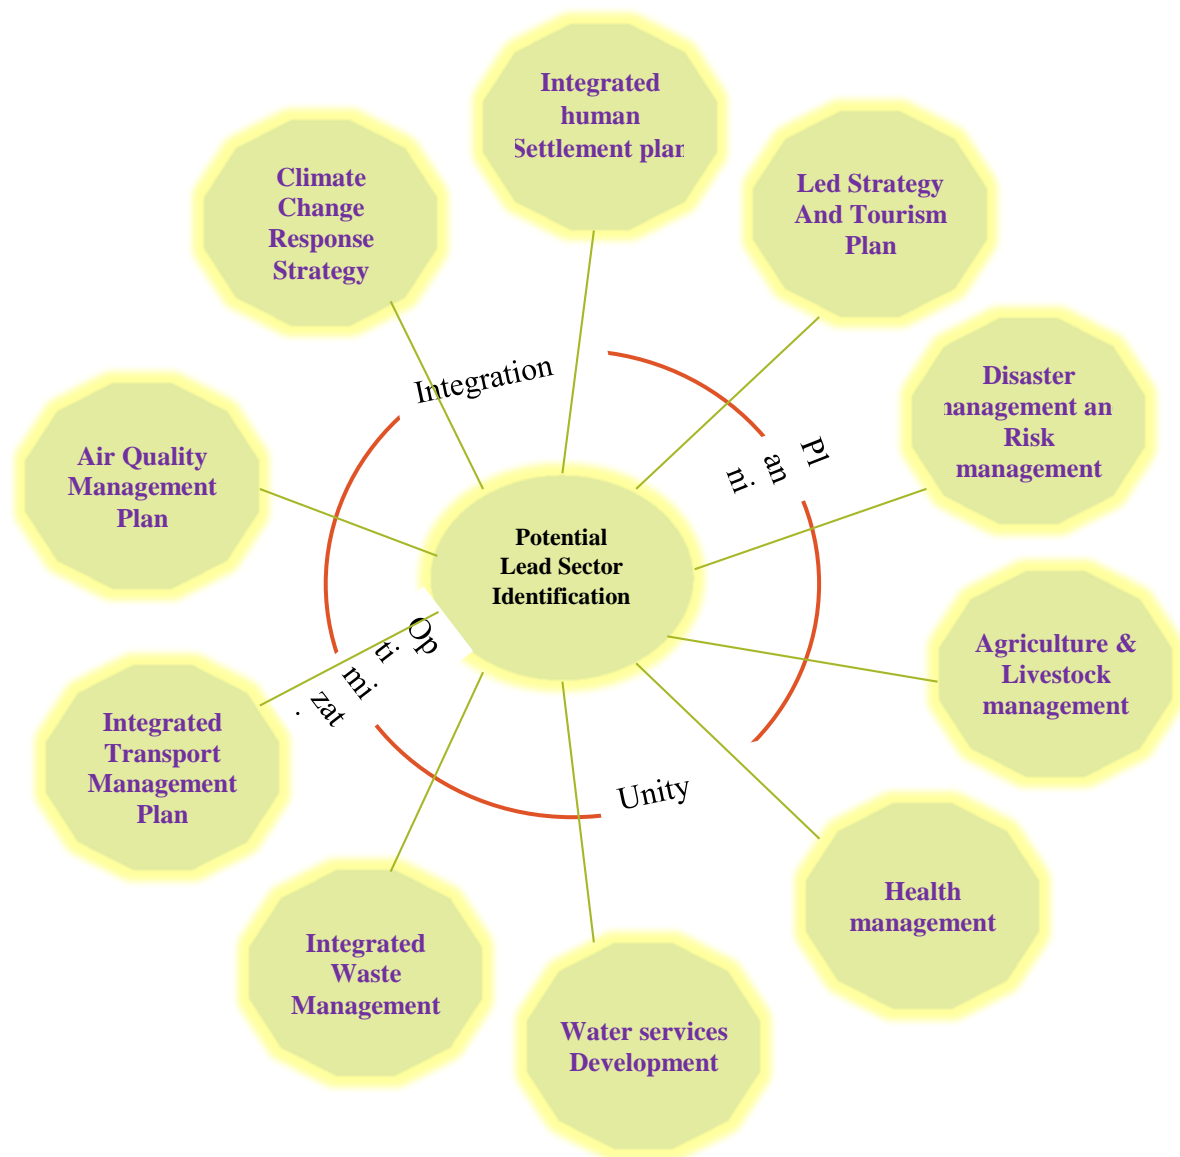 Integrated
human
Settlement plan
Climate
Change
Response
Strategy
Led Strategy
And Tourism
Plan
Disaster
management an
Risk
management
Integration
Pl
an
ni
Air Quality
Management
Plan
Potential
Lead Sector
Identification
Op
ti
mi
zat
Agriculture &
Livestock
management
Integrated
Transport
Management
Plan
Unity
Health
management
Integrated
Waste
Management
Water services
Development